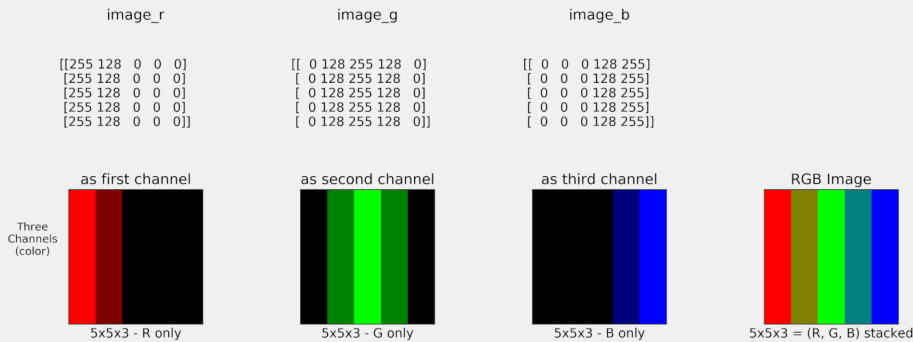 image_r
image_g
image_b
[[255 128 0 0 0]
[255 128 0 0 0]
[255 128 0 0 0]
[255 128 0 0 0]
[255 128 0 0 0]]
[[ 0 128 255 128 0]
[ 0 128 255 128 0]
[ 0 128 255 128 0]
[ 0 128 255 128 0]
[ 0 128 255 128 0]]
[[ 0 0 0 128 255]
[ 0 0 0 128 255]
[ 0 0 0 128 255]
[ 0 0 0 128 255]
[ 0 0 0 128 255]]
as first channel
as second channel
as third channel
RGB Image
Three
Channels
(color)
5x5x3 - R only
5x5x3 - G only
5x5x3 - B only
5x5x3 = (R, G, B) stacked